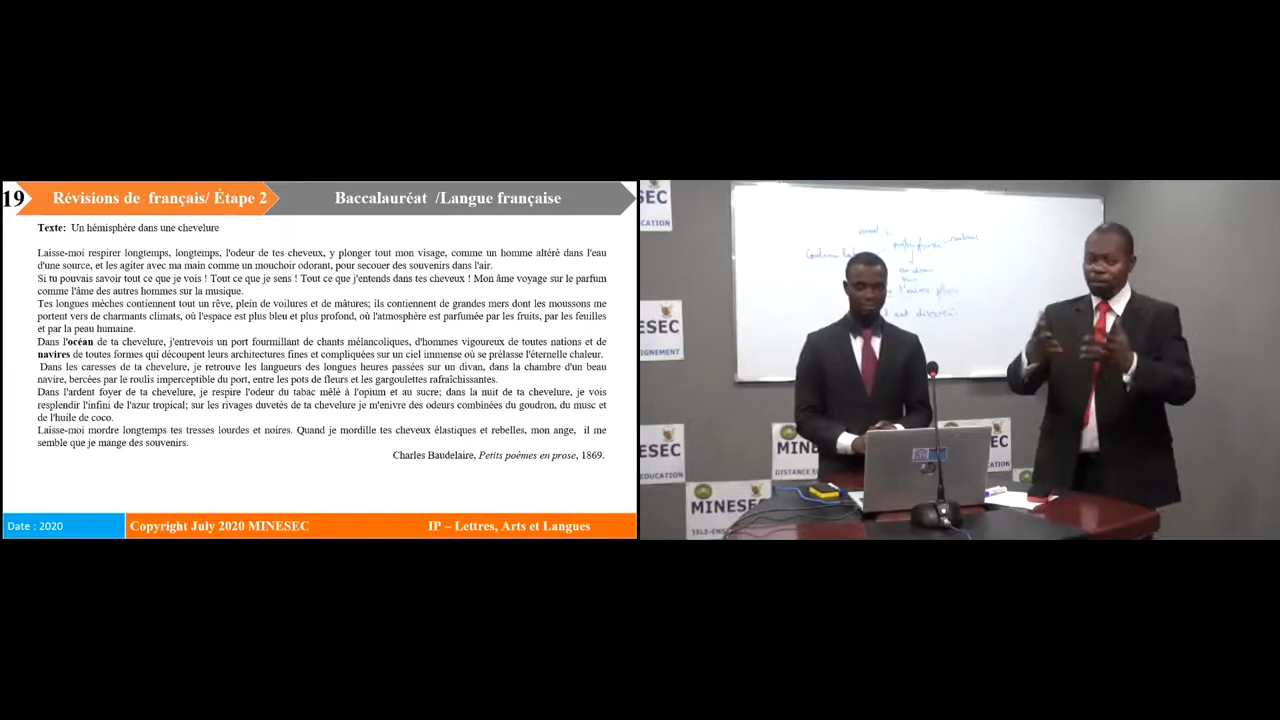 19
Révisions de français/ Étape 2
Baccalauréat /Langue française
Texte: Un hémisphère dans une chevelure
Laisse-moi respirer longtemps, longtemps, l'odeur de tes cheveux, y plonger tout mon visage, comme un homme altéré dans l'eau
d'une source, et les agiter avec ma main comme un mouchoir odorant, pour secouer des souvenirs dans l'air.
Si tu pouvais savoir tout ce que je vois ! Tout ce que je sens ! Tout ce que j'entends dans tes cheveux ! Mon âme voyage sur le parfum
comme l'âme des autres hommes sur la musique.
Tes longues mèches contiennent tout un rêve, plein de voilures et de mâtures; ils contiennent de grandes mers dont les moussons me
portent vers de charmants climats, où l'espace est plus bleu et plus profond, où l'atmosphère est parfumée par les fruits, par les feuilles
et par la peau humaine.
Dans l'océan de ta chevelure, j'entrevois un port fourmillant de chants mélancoliques, d'hommes vigoureux de toutes nations et de
navires de toutes formes qui découpent leurs architectures fines et compliquées sur un ciel immense où se prélasse l'éternelle chaleur.
Dans les caresses de ta chevelure, je retrouve les langueurs des longues heures passées sur un divan, dans la chambre d'un beau
navire, bercées par le roulis imperceptible du port, entre les pots de fleurs et les gargoulettes rafraîchissantes.
Dans l'ardent foyer de ta chevelure, je respire l'odeur du tabac mêlé à l'opium et au sucre; dans la nuit de ta chevelure, je vois
resplendir l'infini de l'azur tropical; sur les rivages duvetés de ta chevelure je m'enivre des odeurs combinées du goudron, du musc et
de l'huile de coco.
Laisse-moi mordre longtemps tes tresses lourdes et noires. Quand je mordille tes cheveux élastiques et rebelles, mon ange, il me
semble que je mange des souvenirs.
Charles Baudelaire, Petits poèmes en prose, 1869.
Date : 2020
Copyright July 2020 MINESEC
IP – Lettres, Arts et Langues
SEC
CATION
ESEC
IGNEMENT
ESEC
EDUCATION
MINE
DISTANCE E
CATION
MINESEC
TELE-ENS